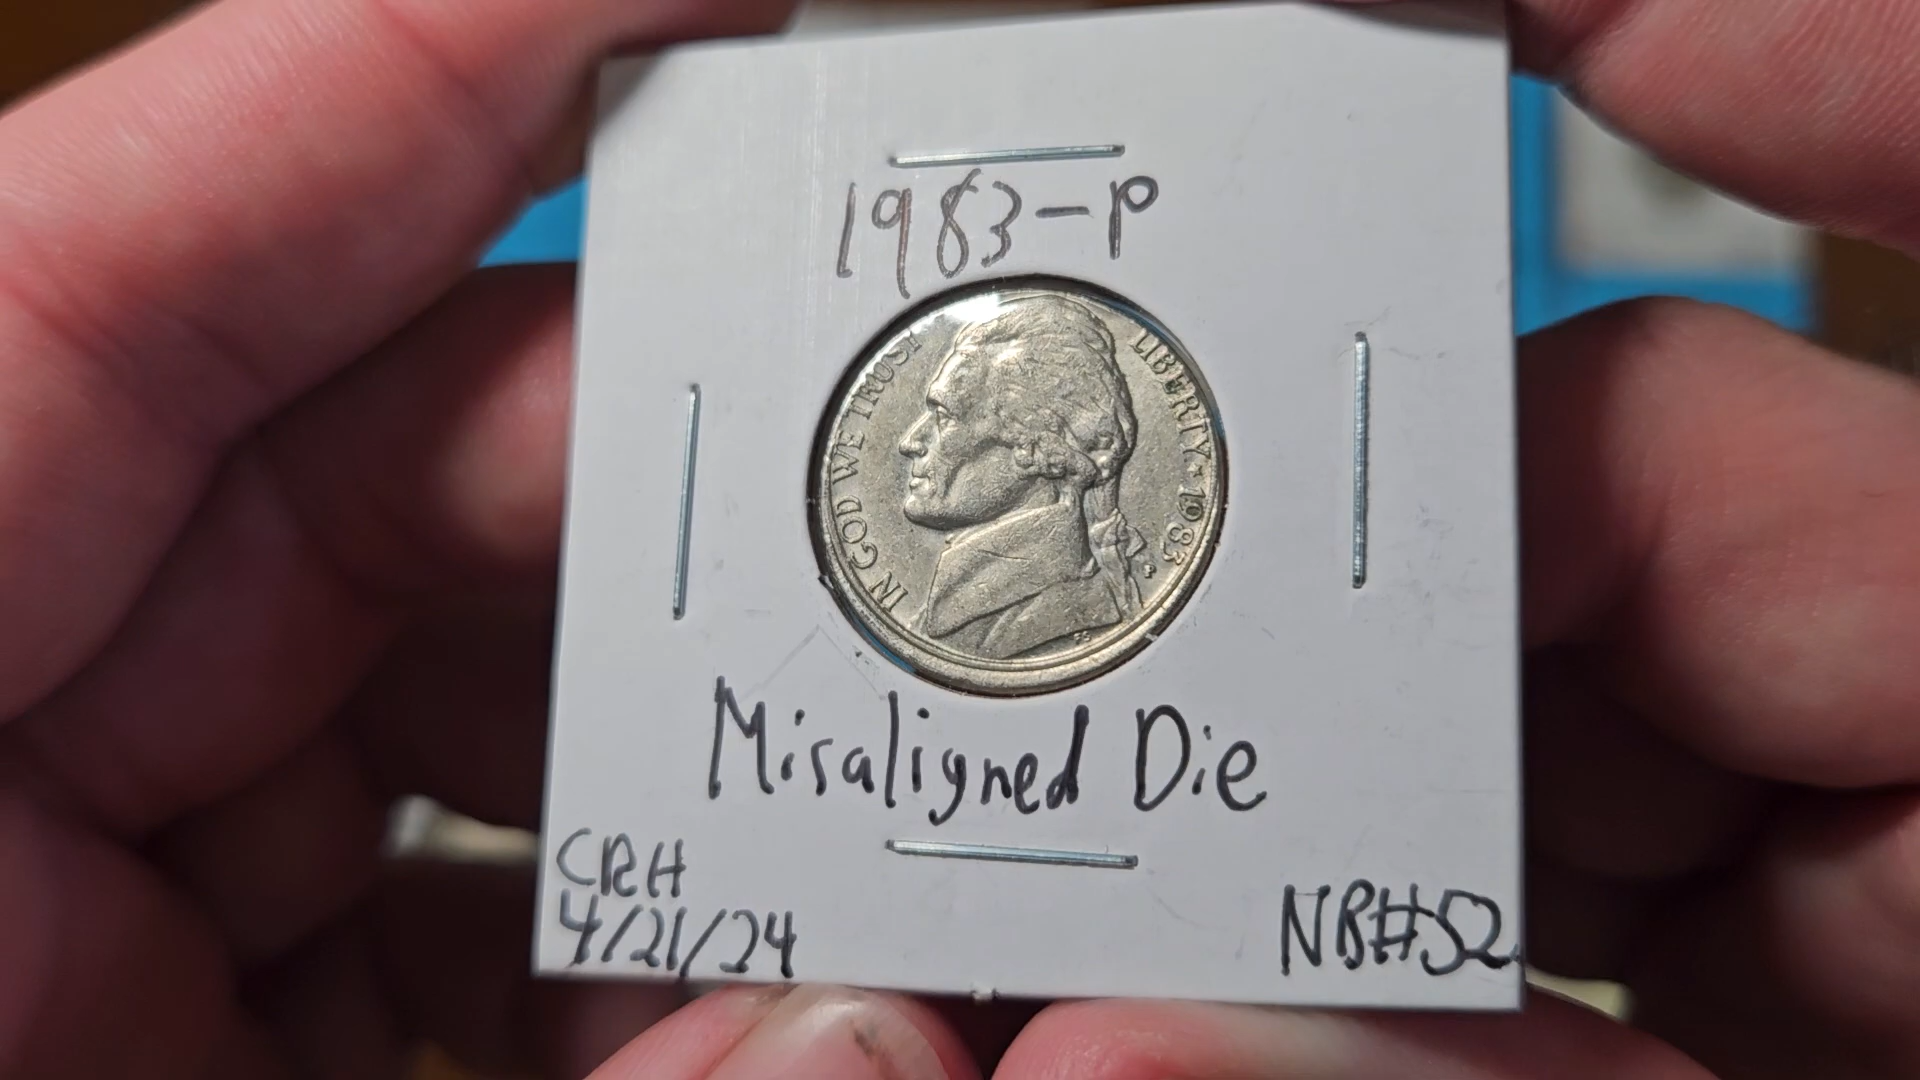 1983-P
IN GOD WE TRUST
LIBERTY ★ 1983
P
FS
Misaligned Die
CRH
4/21/24
NB#52